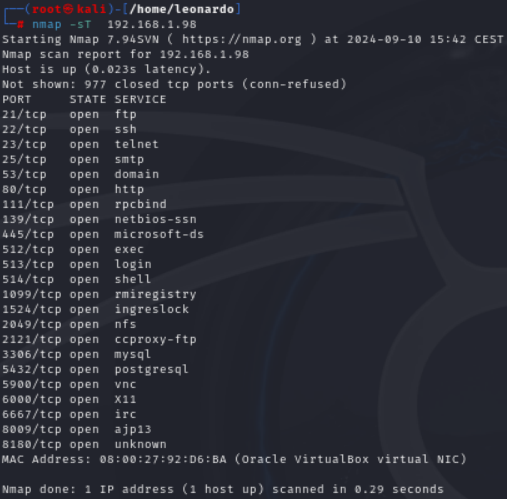 ┌──(root㉿kali)-[/home/leonardo]
└─# nmap -sT  192.168.1.98
Starting Nmap 7.94SVN ( https://nmap.org ) at 2024-09-10 15:42 CEST
Nmap scan report for 192.168.1.98
Host is up (0.023s latency).
Not shown: 977 closed tcp ports (conn-refused)
PORT     STATE SERVICE
21/tcp   open  ftp
22/tcp   open  ssh
23/tcp   open  telnet
25/tcp   open  smtp
53/tcp   open  domain
80/tcp   open  http
111/tcp  open  rpcbind
139/tcp  open  netbios-ssn
445/tcp  open  microsoft-ds
512/tcp  open  exec
513/tcp  open  login
514/tcp  open  shell
1099/tcp open  rmiregistry
1524/tcp open  ingreslock
2049/tcp open  nfs
2121/tcp open  ccproxy-ftp
3306/tcp open  mysql
5432/tcp open  postgresql
5900/tcp open  vnc
6000/tcp open  X11
6667/tcp open  irc
8009/tcp open  ajp13
8180/tcp open  unknown
MAC Address: 08:00:27:92:D6:BA (Oracle VirtualBox virtual NIC)
Nmap done: 1 IP address (1 host up) scanned in 0.29 seconds